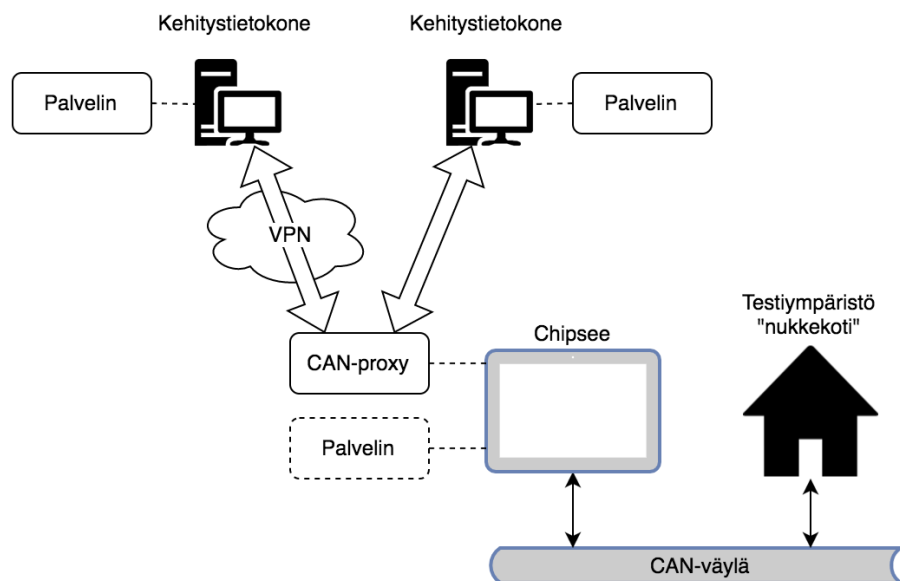 Kehitystietokone
Kehitystietokone
Palvelin
Palvelin
VPN
Testiympäristö
"nukkekoti"
Chipsee
CAN-proxy
Palvelin
CAN-väylä